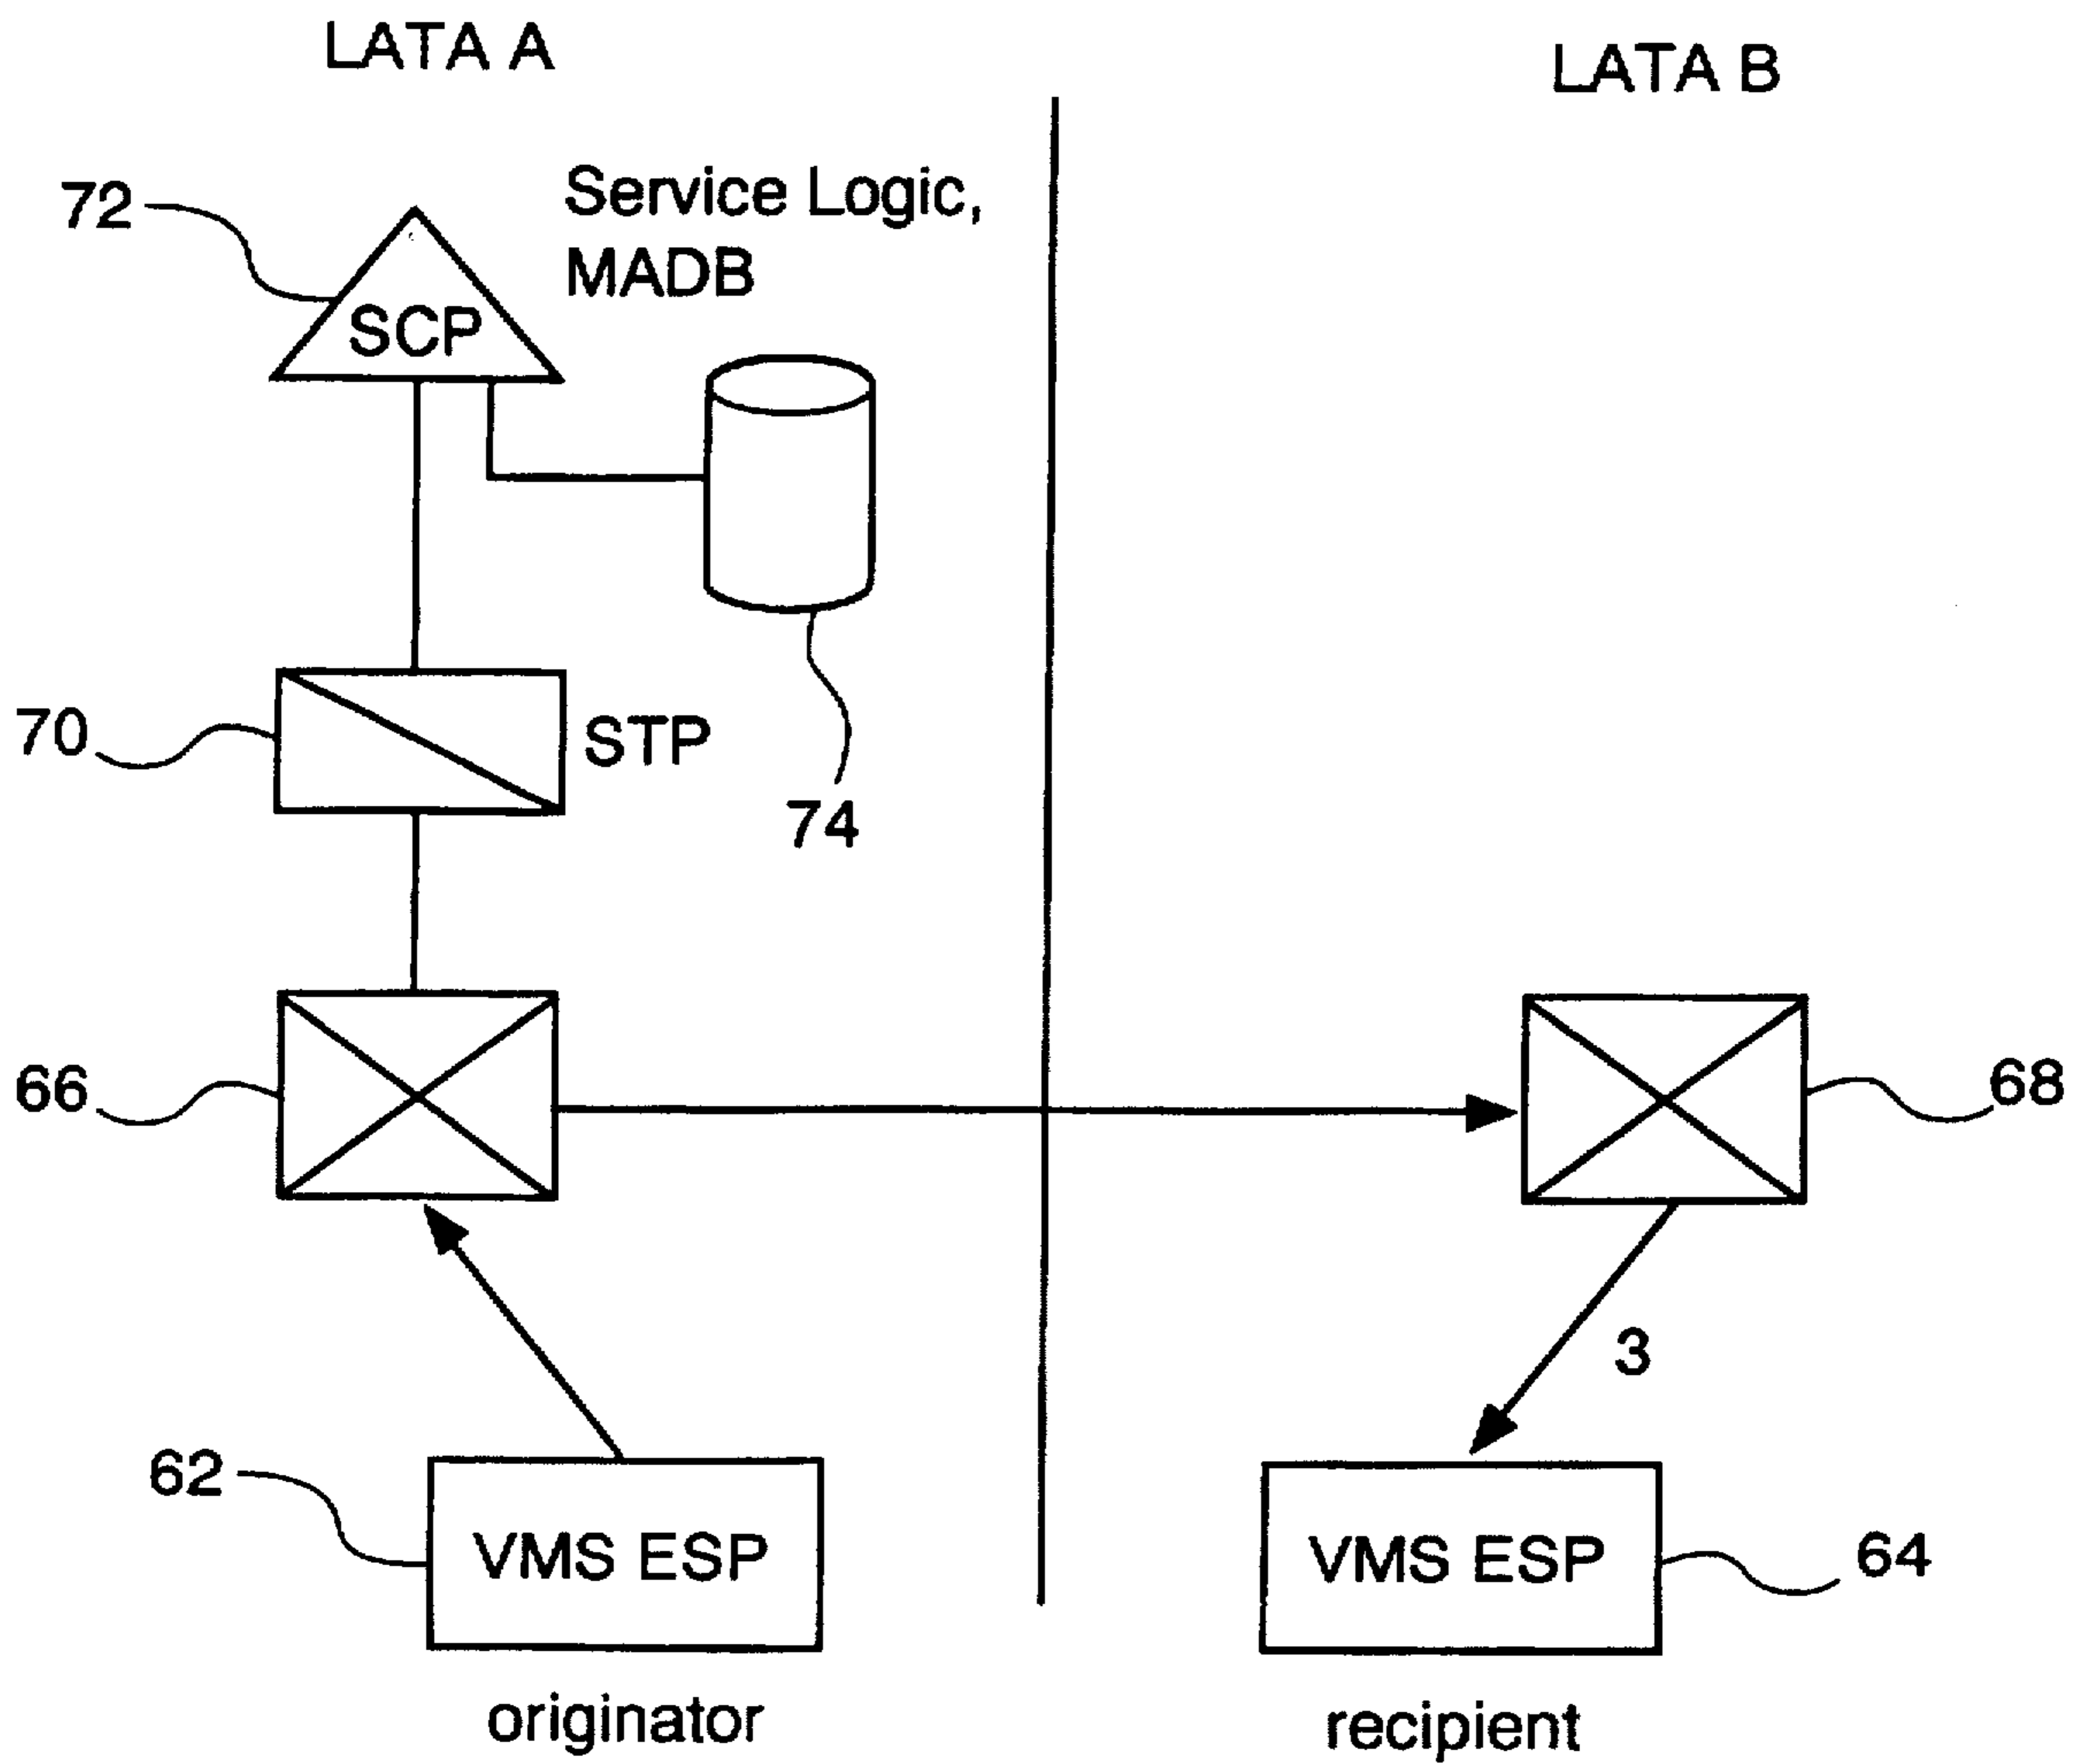 LATA A
LATA B
72
Service Logic,
MADB
SCP
70
STP
74
66
68
3
62
VMS ESP
VMS ESP
64
originator
recipient